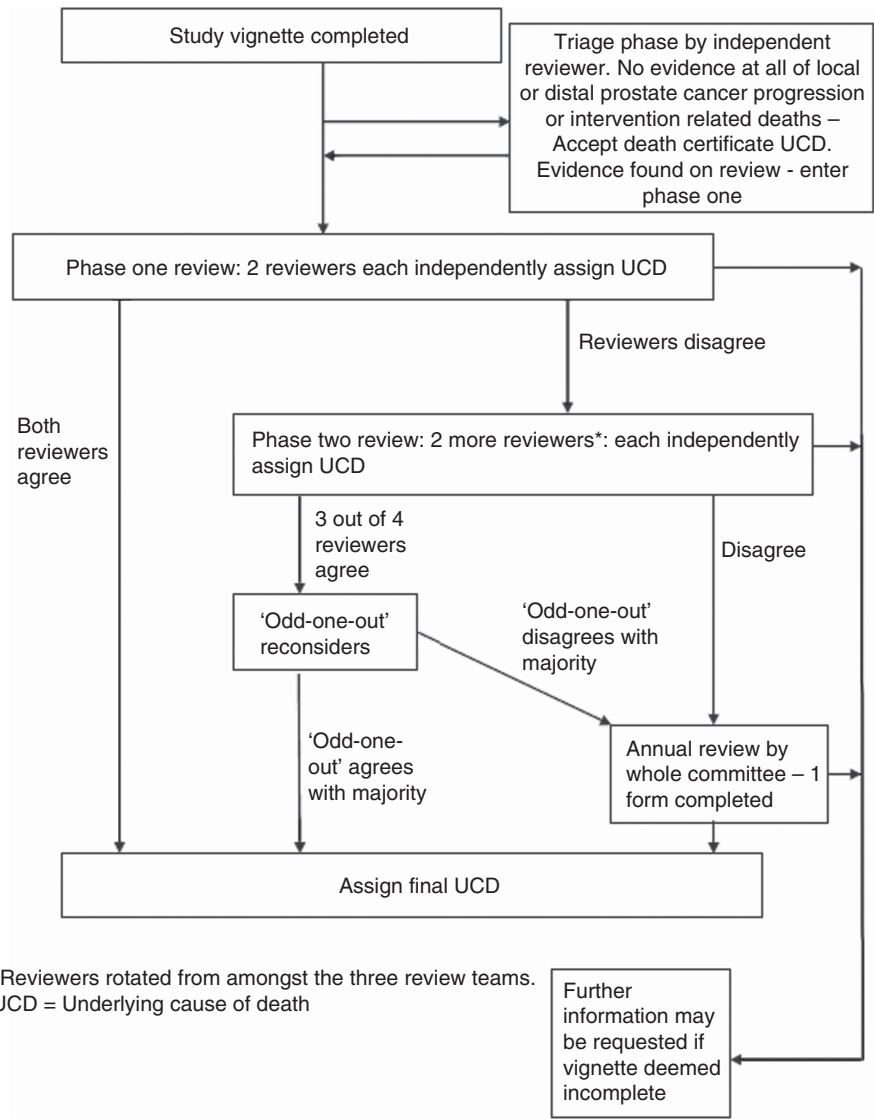 Study vignette completed
Triage phase by independent
reviewer. No evidence at all of local
or distal prostate cancer progression
or intervention related deaths –
Accept death certificate UCD.
Evidence found on review - enter
phase one
Phase one review: 2 reviewers each independently assign UCD
Reviewers disagree
Both
reviewers
agree
Phase two review: 2 more reviewers*: each independently
assign UCD
3 out of 4
reviewers
agree
Disagree
‘Odd-one-out’
reconsiders
‘Odd-one-out’
disagrees with
majority
‘Odd-one-
out’ agrees
with majority
Annual review by
whole committee – 1
form completed
Assign final UCD
Reviewers rotated from amongst the three review teams.
UCD = Underlying cause of death
Further
information may
be requested if
vignette deemed
incomplete